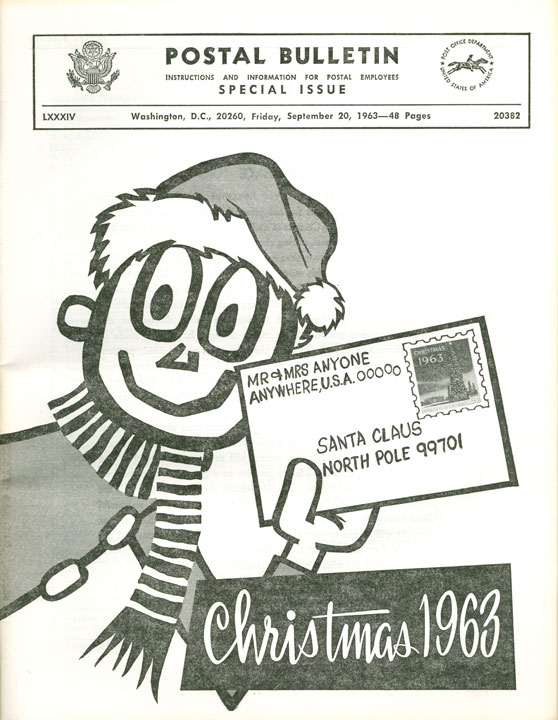 POSTAL BULLETIN
INSTRUCTIONS AND INFORMATION FOR POSTAL EMPLOYEES
SPECIAL ISSUE
POST OFFICE DEPARTMENT
UNITED STATES OF AMERICA
LXXXIV Washington, D.C., 20260, Friday, September 20, 1963—48 Pages 20382
CHRISTMAS
1963
MR & MRS ANYONE
ANYWHERE, U.S.A. 00000
SANTA CLAUS
NORTH POLE 99701
Christmas 1963